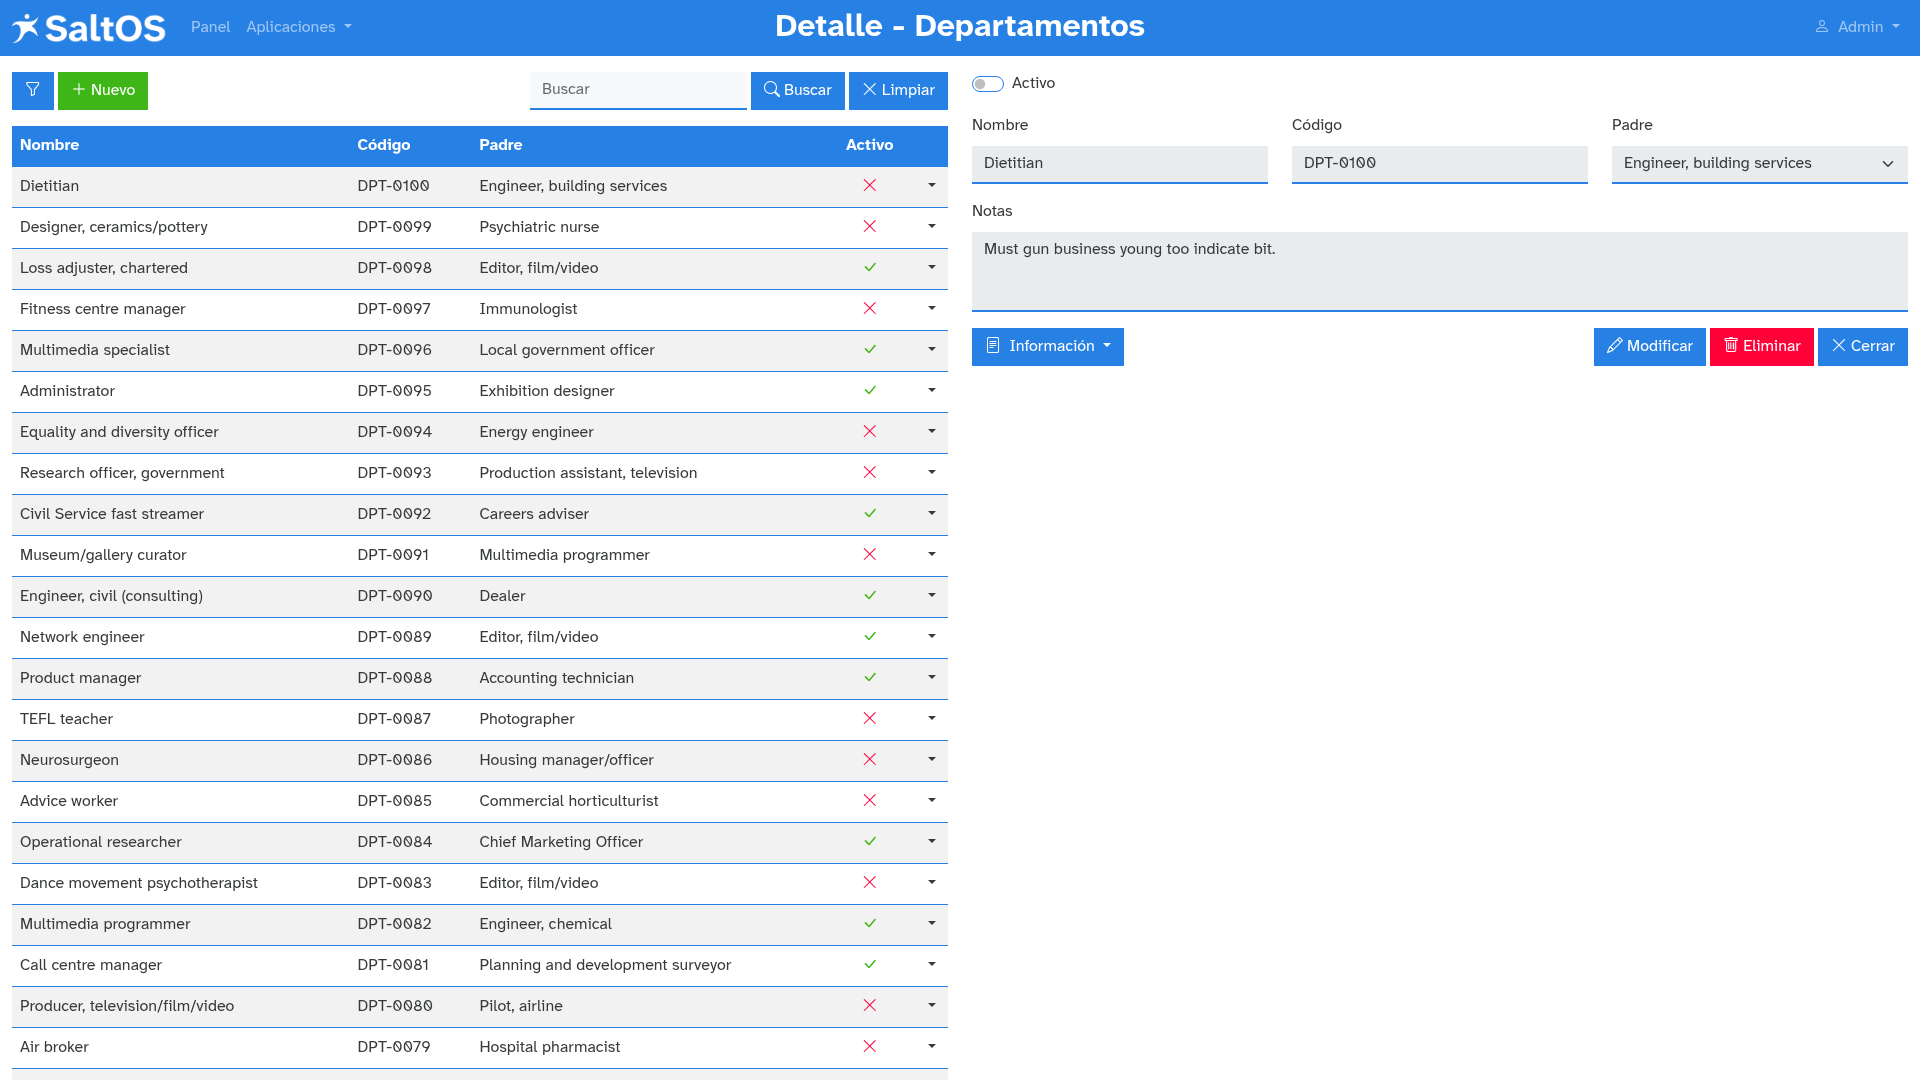 SaltOS Panel Aplicaciones Detalle - Departamentos Admin
Nuevo Buscar Buscar Limpiar
Nombre Código Padre Activo
Dietitian DPT-0100 Engineer, building services
Designer, ceramics/pottery DPT-0099 Psychiatric nurse
Loss adjuster, chartered DPT-0098 Editor, film/video
Fitness centre manager DPT-0097 Immunologist
Multimedia specialist DPT-0096 Local government officer
Administrator DPT-0095 Exhibition designer
Equality and diversity officer DPT-0094 Energy engineer
Research officer, government DPT-0093 Production assistant, television
Civil Service fast streamer DPT-0092 Careers adviser
Museum/gallery curator DPT-0091 Multimedia programmer
Engineer, civil (consulting) DPT-0090 Dealer
Network engineer DPT-0089 Editor, film/video
Product manager DPT-0088 Accounting technician
TEFL teacher DPT-0087 Photographer
Neurosurgeon DPT-0086 Housing manager/officer
Advice worker DPT-0085 Commercial horticulturist
Operational researcher DPT-0084 Chief Marketing Officer
Dance movement psychotherapist DPT-0083 Editor, film/video
Multimedia programmer DPT-0082 Engineer, chemical
Call centre manager DPT-0081 Planning and development surveyor
Producer, television/film/video DPT-0080 Pilot, airline
Air broker DPT-0079 Hospital pharmacist
Activo
Nombre Código Padre
Dietitian DPT-0100 Engineer, building services
Notas
Must gun business young too indicate bit.
Información Modificar Eliminar Cerrar